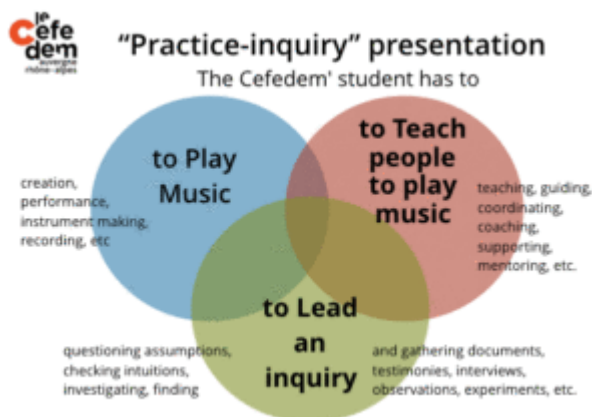 le
Cefe
dem
auvergne
rhône-alpes
“Practice-inquiry” presentation
The Cefedem' student has to
to Play
Music
to Teach
people
to play
music
creation,
performance,
instrument making,
recording, etc
teaching, guiding,
coordinating,
coaching,
supporting,
mentoring, etc.
to Lead
an
inquiry
questioning assumptions,
checking intuitions,
investigating, finding
and gathering documents,
testimonies, interviews,
observations, experiments, etc.